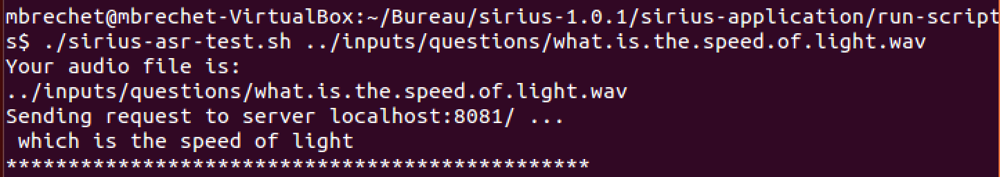 mbrechet@mbrechet-VirtualBox:~/Bureau/sirius-1.0.1/sirius-application/run-script
s$ ./sirius-asr-test.sh ../inputs/questions/what.is.the.speed.of.light.wav
Your audio file is:
../inputs/questions/what.is.the.speed.of.light.wav
Sending request to server localhost:8081/ ...
 which is the speed of light
***********************************************